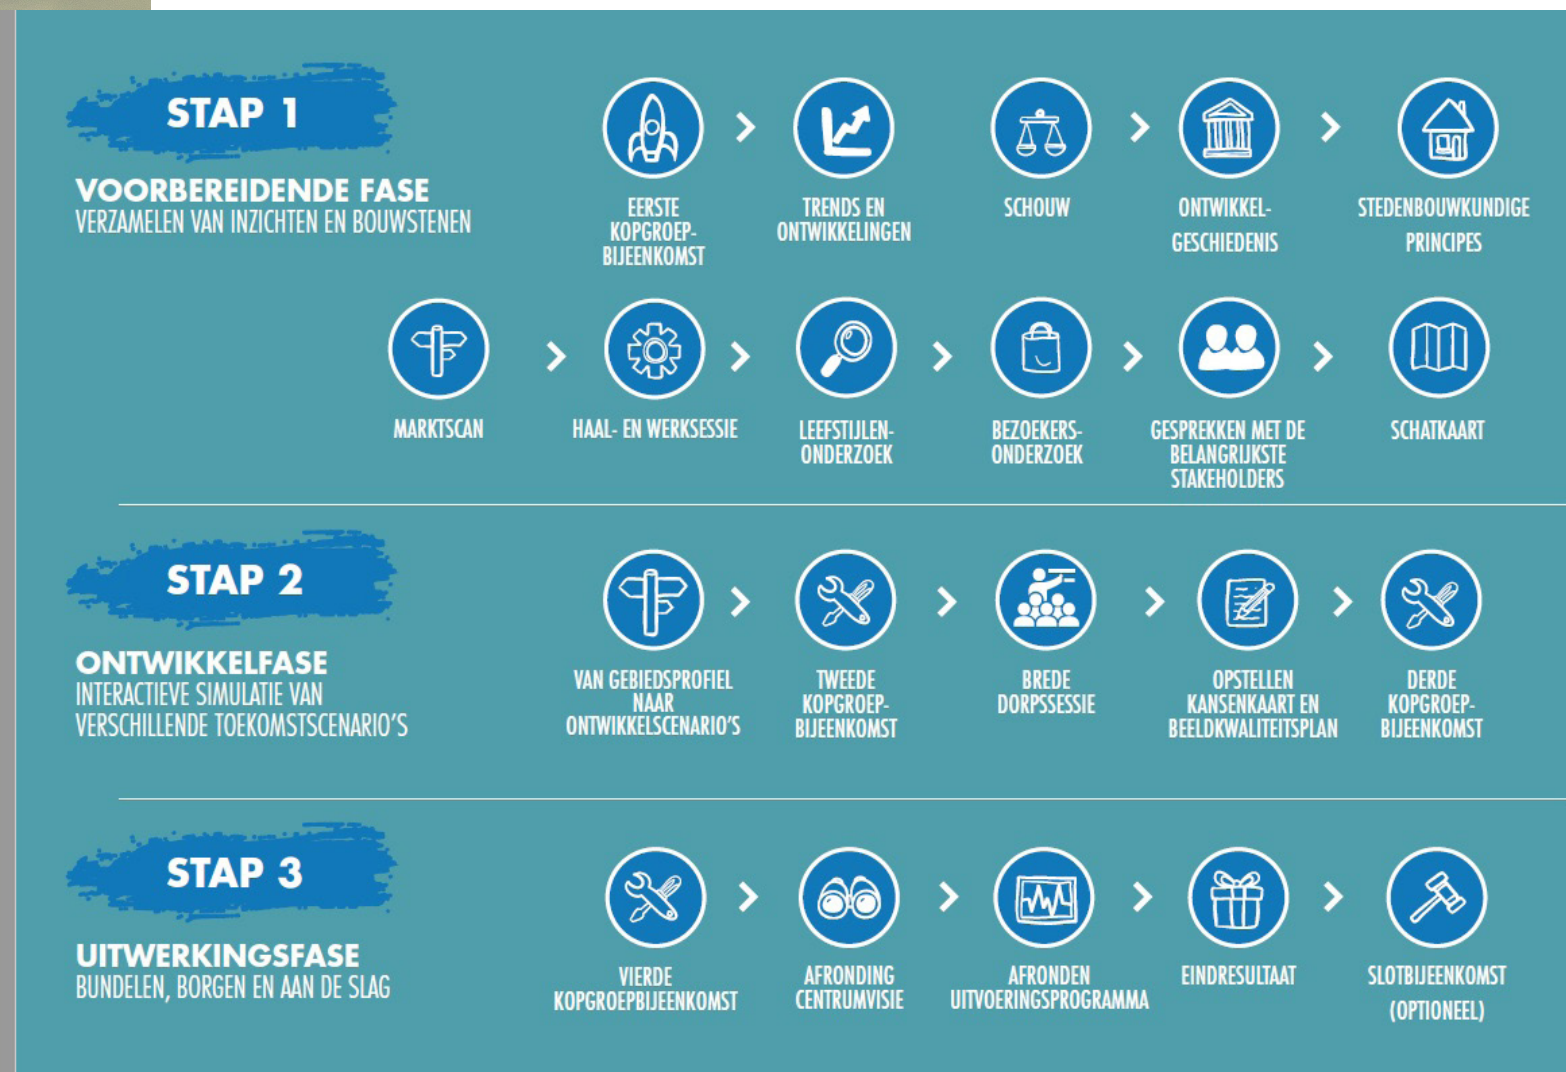 STAP 1
VOORBEREIDENDE FASE
VERZAMELEN VAN INZICHTEN EN BOUWSTENEN
EERSTE
KOPGROEP-
BIJEENKOMST
TRENDS EN
ONTWIKKELINGEN
SCHOUW
ONTWIKKEL-
GESCHIEDENIS
STEDENBOUWKUNDIGE
PRINCIPES
MARKTSCAN
HAAL- EN WERKSESSIE
LEEFSTIJLEN-
ONDERZOEK
BEZOEKERS-
ONDERZOEK
GESPREKKEN MET DE
BELANGRIJKSTE
STAKEHOLDERS
SCHATKAART
STAP 2
ONTWIKKELFASE
INTERACTIEVE SIMULATIE VAN
VERSCHILLENDE TOEKOMSTSCENARIO'S
VAN GEBIEDSPROFIEL
NAAR
ONTWIKKELSCENARIO'S
TWEEDE
KOPGROEP-
BIJEENKOMST
BREDE
DORPSSESSIE
OPSTELLEN
KANSENKAART EN
BEELDKWALITEITSPLAN
DERDE
KOPGROEP-
BIJEENKOMST
STAP 3
UITWERKINGSFASE
BUNDELEN, BORGEN EN AAN DE SLAG
VIERDE
KOPGROEPBIJEENKOMST
AFRONDING
CENTRUMVISIE
AFRONDEN
UITVOERINGSPROGRAMMA
EINDRESULTAAT
SLOTBIJEENKOMST
(OPTIONEEL)